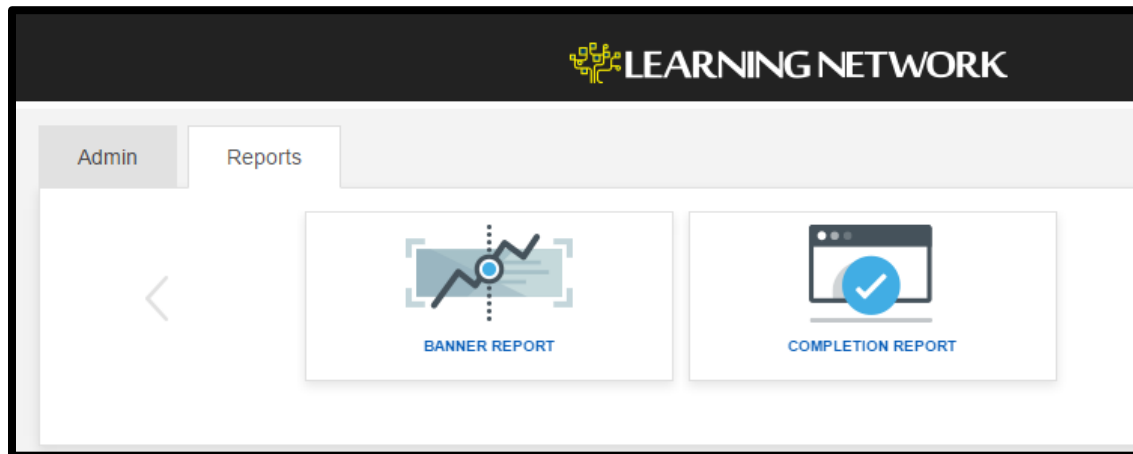 LEARNING NETWORK
Admin
Reports
BANNER REPORT
COMPLETION REPORT